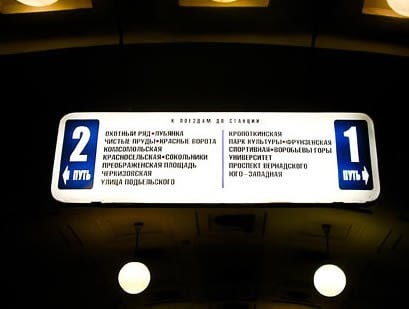 К ПОЕЗДАМ ДО СТАНЦИИ
2
ПУТЬ
ОХОТНЫЙ РЯД•ЛУБЯНКА
ЧИСТЫЕ ПРУДЫ•КРАСНЫЕ ВОРОТА
КОМСОМОЛЬСКАЯ
КРАСНОСЕЛЬСКАЯ•СОКОЛЬНИКИ
ПРЕОБРАЖЕНСКАЯ ПЛОЩАДЬ
ЧЕРКИЗОВСКАЯ
УЛИЦА ПОДБЕЛЬСКОГО
КРОПОТКИНСКАЯ
ПАРК КУЛЬТУРЫ•ФРУНЗЕНСКАЯ
СПОРТИВНАЯ•ВОРОБЬЕВЫ ГОРЫ
УНИВЕРСИТЕТ
ПРОСПЕКТ ВЕРНАДСКОГО
ЮГО-ЗАПАДНАЯ
1
ПУТЬ